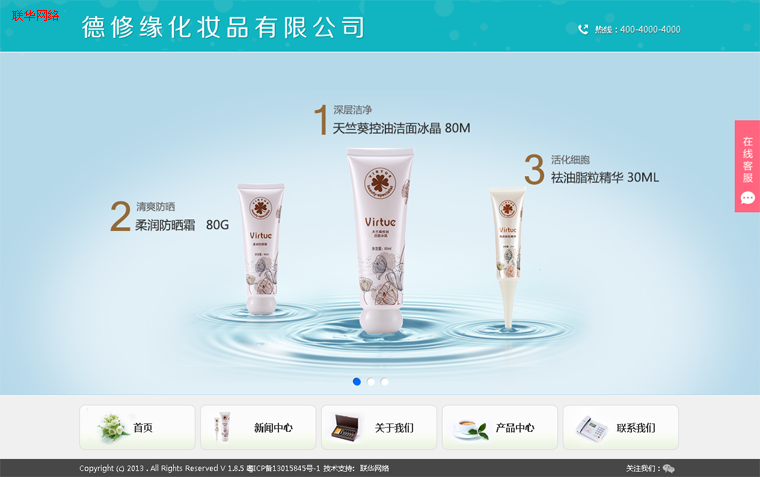 联华网络
德修缘化妆品有限公司
热线：400-4000-4000
1 深层洁净
天竺葵控油洁面冰晶 80M
3 活化细胞
祛油脂粒精华 30ML
2 清爽防晒
柔润防晒霜 80G
在线客服
Virtue
Virtue
Virtue
首页
新闻中心
关于我们
产品中心
联系我们
Copyright (c) 2013 . All Rights Reserved V 1.8.5 粤ICP备13015845号-1 技术支持: 联华网络
关注我们：